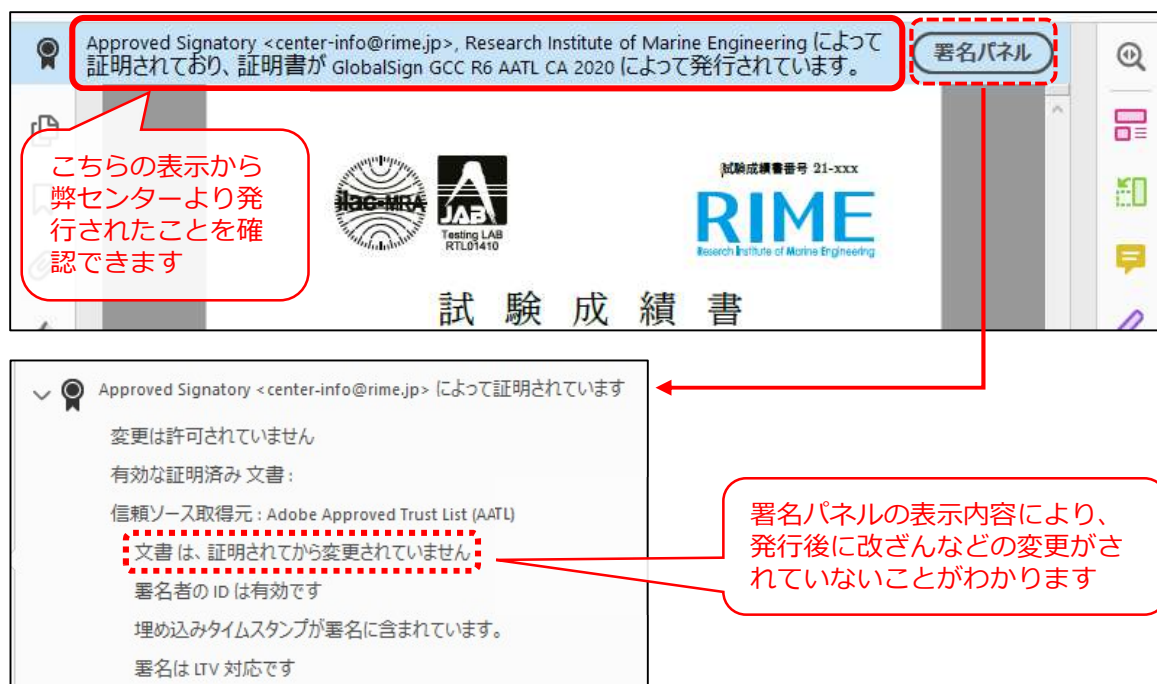 Approved Signatory <center-info@rime.jp>, Research Institute of Marine Engineering によって
証明されており、証明書が GlobalSign GCC R6 AATL CA 2020 によって発行されています。
署名パネル
こちらの表示から
弊センターより発
行されたことを確
認できます
ilac-MRA
JAB
Testing LAB
RTL01410
試験成績書番号 21-xxx
RIME
Research Institute of Marine Engineering
試 験 成 績 書
Approved Signatory <center-info@rime.jp> によって証明されています
変更は許可されていません
有効な証明済み 文書 :
信頼ソース取得元 : Adobe Approved Trust List (AATL)
文書 は、証明されてから変更されていません
署名者の ID は有効です
埋め込みタイムスタンプが署名に含まれています。
署名は LTV 対応です
署名パネルの表示内容により、
発行後に改ざんなどの変更がさ
れていないことがわかります